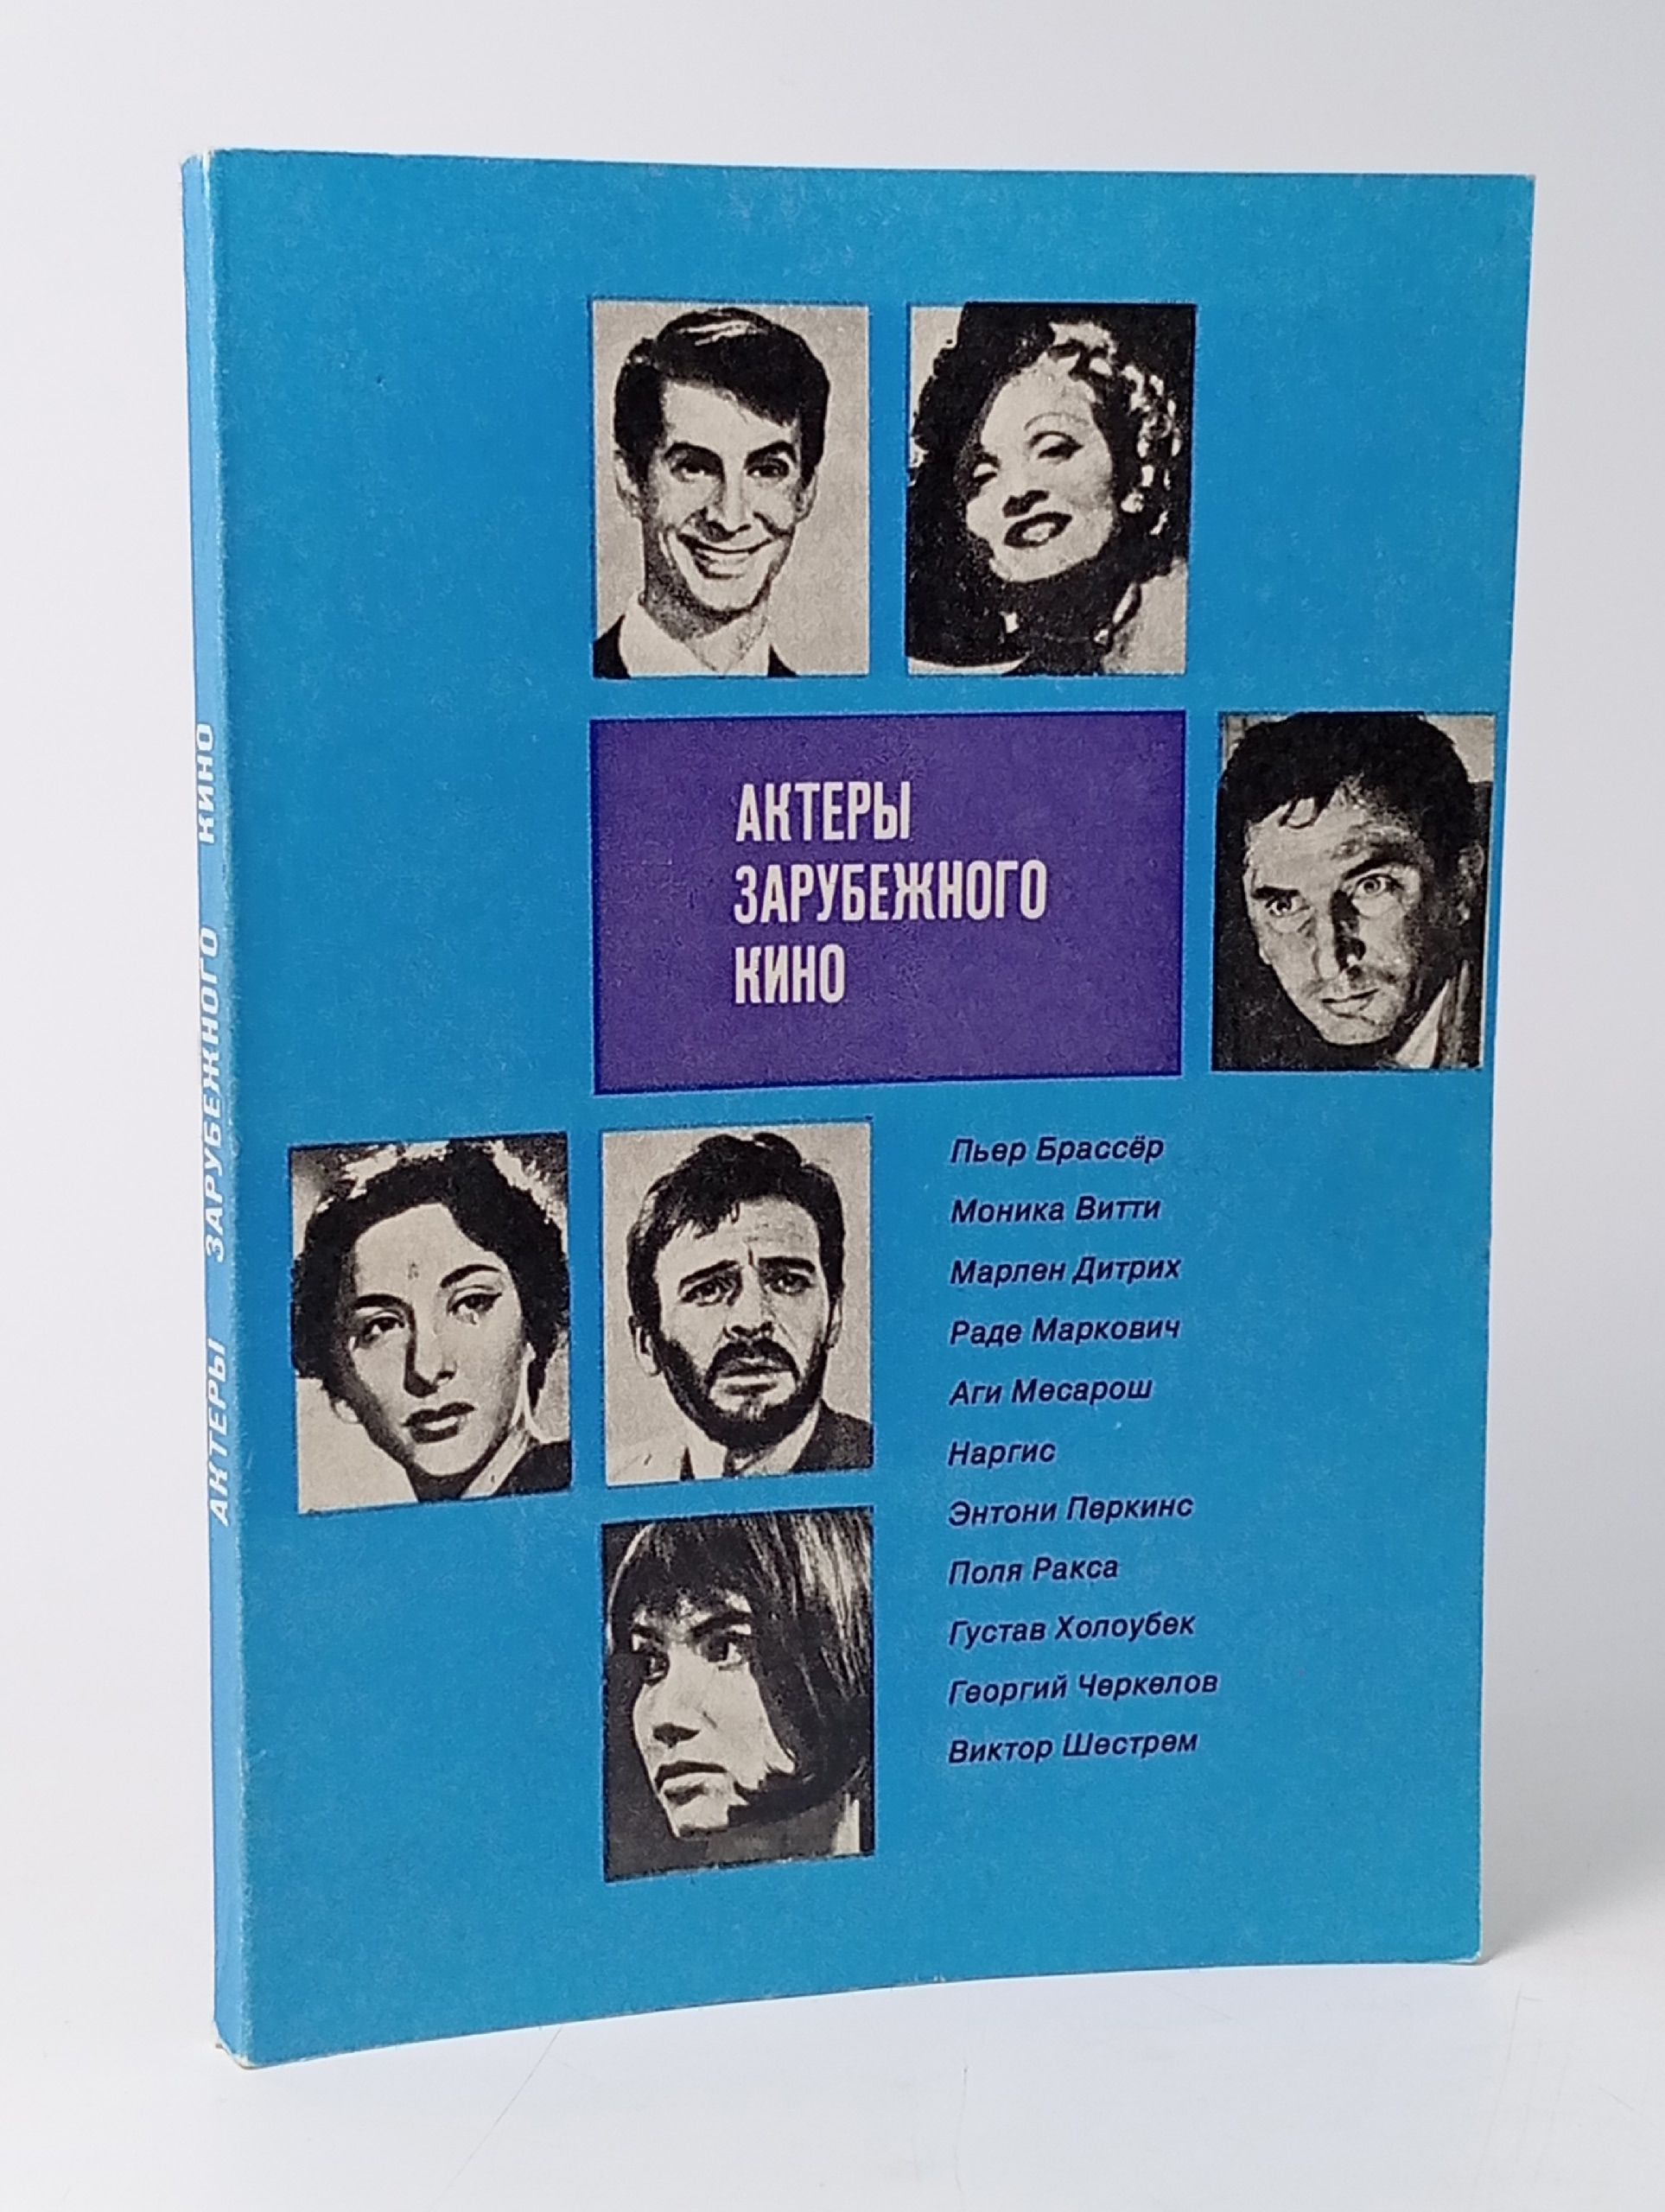 АКТЕРЫ ЗАРУБЕЖНОГО КИНО
АКТЕРЫ
ЗАРУБЕЖНОГО
КИНО
Пьер Брассёр
Моника Витти
Марлен Дитрих
Раде Маркович
Аги Месарош
Наргис
Энтони Перкинс
Поля Ракса
Густав Холоубек
Георгий Черкелов
Виктор Шестрем